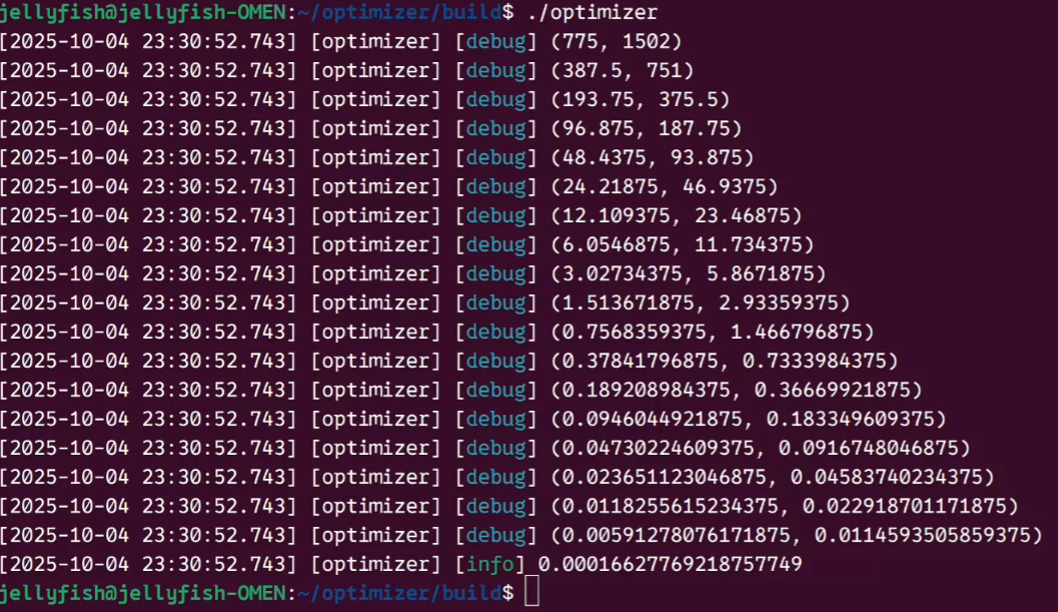 jellyfish@jellyfish-OMEN:~/optimizer/build$ ./optimizer
[2025-10-04 23:30:52.743] [optimizer] [debug] (775, 1502)
[2025-10-04 23:30:52.743] [optimizer] [debug] (387.5, 751)
[2025-10-04 23:30:52.743] [optimizer] [debug] (193.75, 375.5)
[2025-10-04 23:30:52.743] [optimizer] [debug] (96.875, 187.75)
[2025-10-04 23:30:52.743] [optimizer] [debug] (48.4375, 93.875)
[2025-10-04 23:30:52.743] [optimizer] [debug] (24.21875, 46.9375)
[2025-10-04 23:30:52.743] [optimizer] [debug] (12.109375, 23.46875)
[2025-10-04 23:30:52.743] [optimizer] [debug] (6.0546875, 11.734375)
[2025-10-04 23:30:52.743] [optimizer] [debug] (3.02734375, 5.8671875)
[2025-10-04 23:30:52.743] [optimizer] [debug] (1.513671875, 2.93359375)
[2025-10-04 23:30:52.743] [optimizer] [debug] (0.7568359375, 1.466796875)
[2025-10-04 23:30:52.743] [optimizer] [debug] (0.37841796875, 0.7333984375)
[2025-10-04 23:30:52.743] [optimizer] [debug] (0.189208984375, 0.36669921875)
[2025-10-04 23:30:52.743] [optimizer] [debug] (0.0946044921875, 0.183349609375)
[2025-10-04 23:30:52.743] [optimizer] [debug] (0.04730224609375, 0.0916748046875)
[2025-10-04 23:30:52.743] [optimizer] [debug] (0.023651123046875, 0.04583740234375)
[2025-10-04 23:30:52.743] [optimizer] [debug] (0.0118255615234375, 0.022918701171875)
[2025-10-04 23:30:52.743] [optimizer] [debug] (0.00591278076171875, 0.0114593505859375)
[2025-10-04 23:30:52.743] [optimizer] [info] 0.00016627769218757749
jellyfish@jellyfish-OMEN:~/optimizer/build$